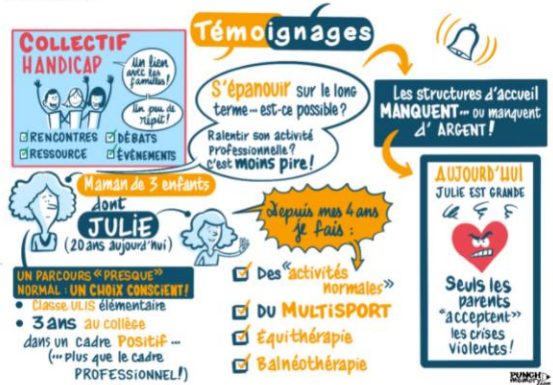 Témoignages
COLLECTIF
HANDICAP
Un lien
avec les
familles!
Un peu de
répit!
RENCONTRES
DÉBATS
RESSOURCE
ÉVÈNEMENTS
S'épanouir sur le long
terme... est-ce possible?
Ralentir son activité
Professionnelle?
C'est moins pire!
Les structures d'accueil
MANQUENT... ou manquent
d'ARGENT!
Maman de 3 enfants
dont
JULIE
(20 ans aujourd'hui)
UN PARCOURS "PRESQUE"
NORMAL : UN CHOIX CONSCIENT!
• Classe ULIS élémentaire
• 3 ans au collège
dans un cadre Positif ...
(... plus que le cadre
PROFESSIONNEL!)
Depuis mes 4 ans
je fais :
Des "activités
normales"
DU MULTISPORT
Équithérapie
Balnéothérapie
AUJOURD'HUI
JULIE EST GRANDE
Seuls les
parents
"acceptent"
les crises
violentes!